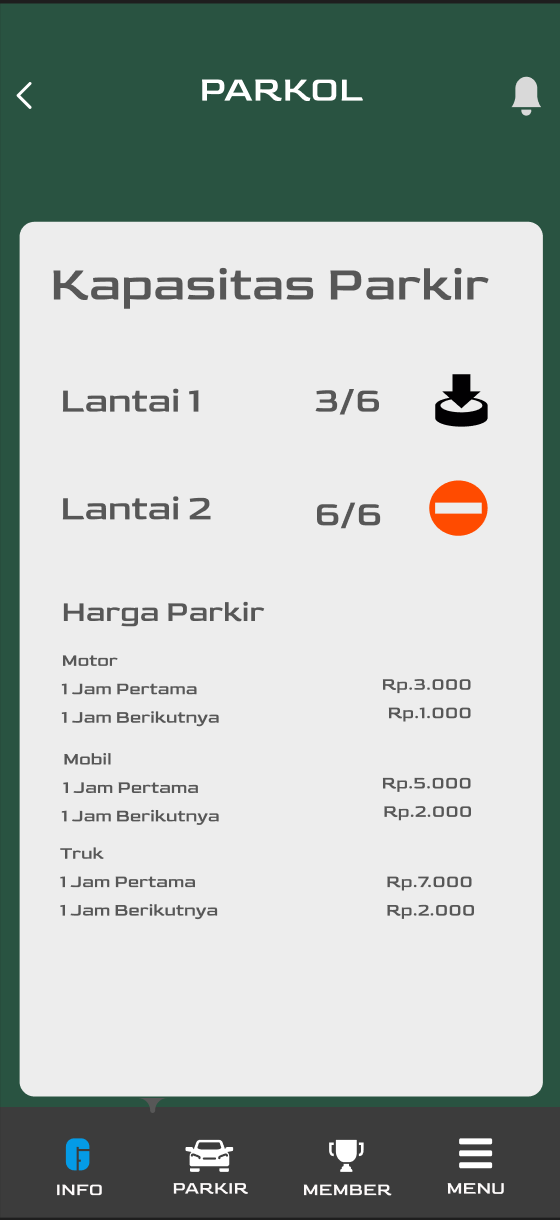 PARKOL
Kapasitas Parkir
Lantai 1 3/6
Lantai 2 6/6
Harga Parkir
Motor
1 Jam Pertama Rp.3.000
1 Jam Berikutnya Rp.1.000
Mobil
1 Jam Pertama Rp.5.000
1 Jam Berikutnya Rp.2.000
Truk
1 Jam Pertama Rp.7.000
1 Jam Berikutnya Rp.2.000
INFO PARKIR MEMBER MENU